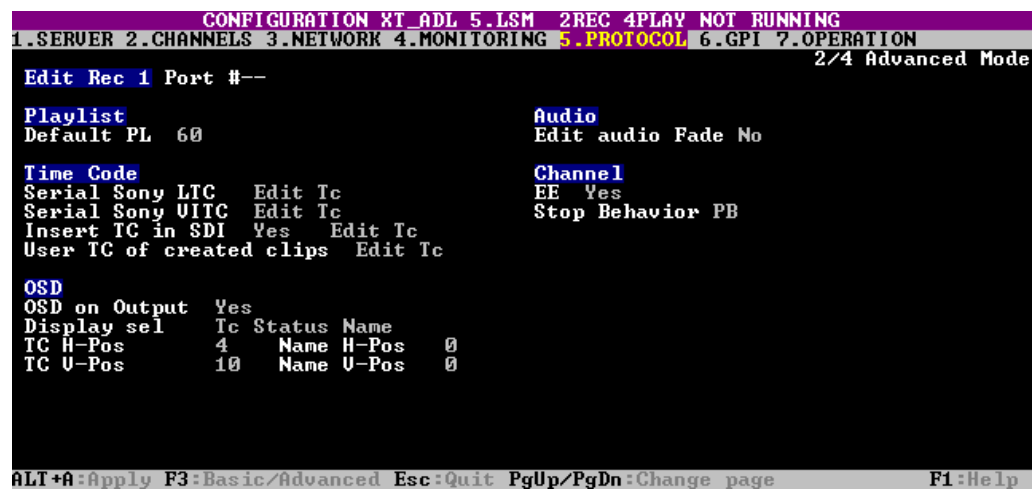 CONFIGURATION XT_ADL 5.LSM 2REC 4PLAY NOT RUNNING
1.SERVER 2.CHANNELS 3.NETWORK 4.MONITORING 5.PROTOCOL 6.GPI 7.OPERATION
2/4 Advanced Mode
Edit Rec 1 Port #--
Playlist
Default PL 60
Audio
Edit audio Fade No
Time Code
Serial Sony LTC Edit Tc
Serial Sony VITC Edit Tc
Insert TC in SDI Yes Edit Tc
User TC of created clips Edit Tc
Channel
EE Yes
Stop Behavior PB
OSD
OSD on Output Yes
Display sel Tc Status Name
TC H-Pos 4 Name H-Pos 0
TC V-Pos 10 Name V-Pos 0
ALT+A:Apply F3:Basic/Advanced Esc:Quit PgUp/PgDn:Change page F1:Help